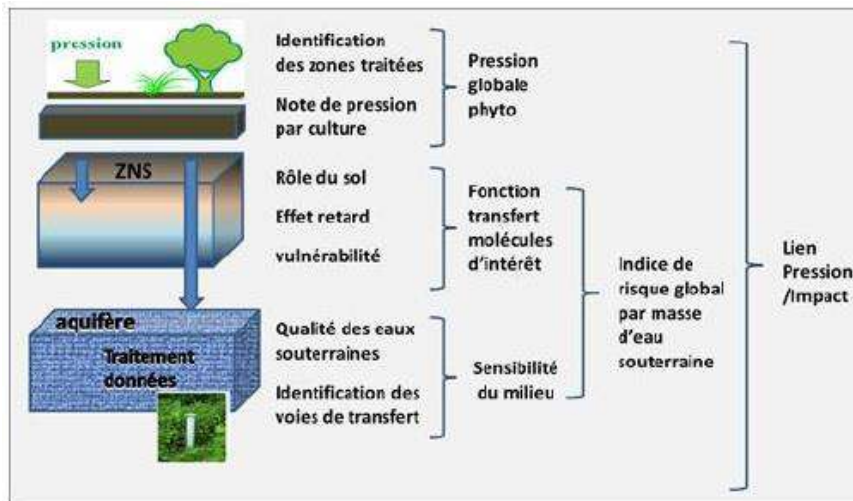 pression
Identification
des zones traitées
Note de pression
par culture
Pression
globale
phyto
ZNS
Rôle du sol
Effet retard
vulnérabilité
Fonction
transfert
molécules
d'intérêt
aquifère
Traitement
données
Qualité des eaux
souterraines
Identification des
voies de transfert
Sensibilité
du milieu
Indice de
risque global
par masse
d'eau
souterraine
Lien
Pression
/Impact